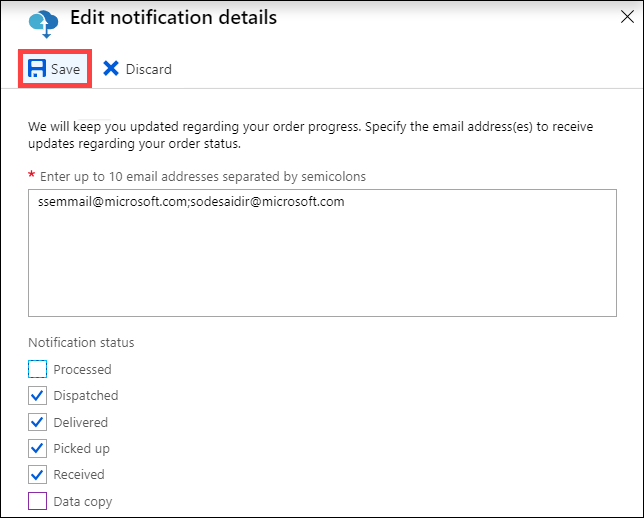 Edit notification details
Save
Discard
We will keep you updated regarding your order progress. Specify the email address(es) to receive
updates regarding your order status.
* Enter up to 10 email addresses separated by semicolons
ssemmail@microsoft.com;sodesaidir@microsoft.com
Notification status
Processed
Dispatched
Delivered
Picked up
Received
Data copy